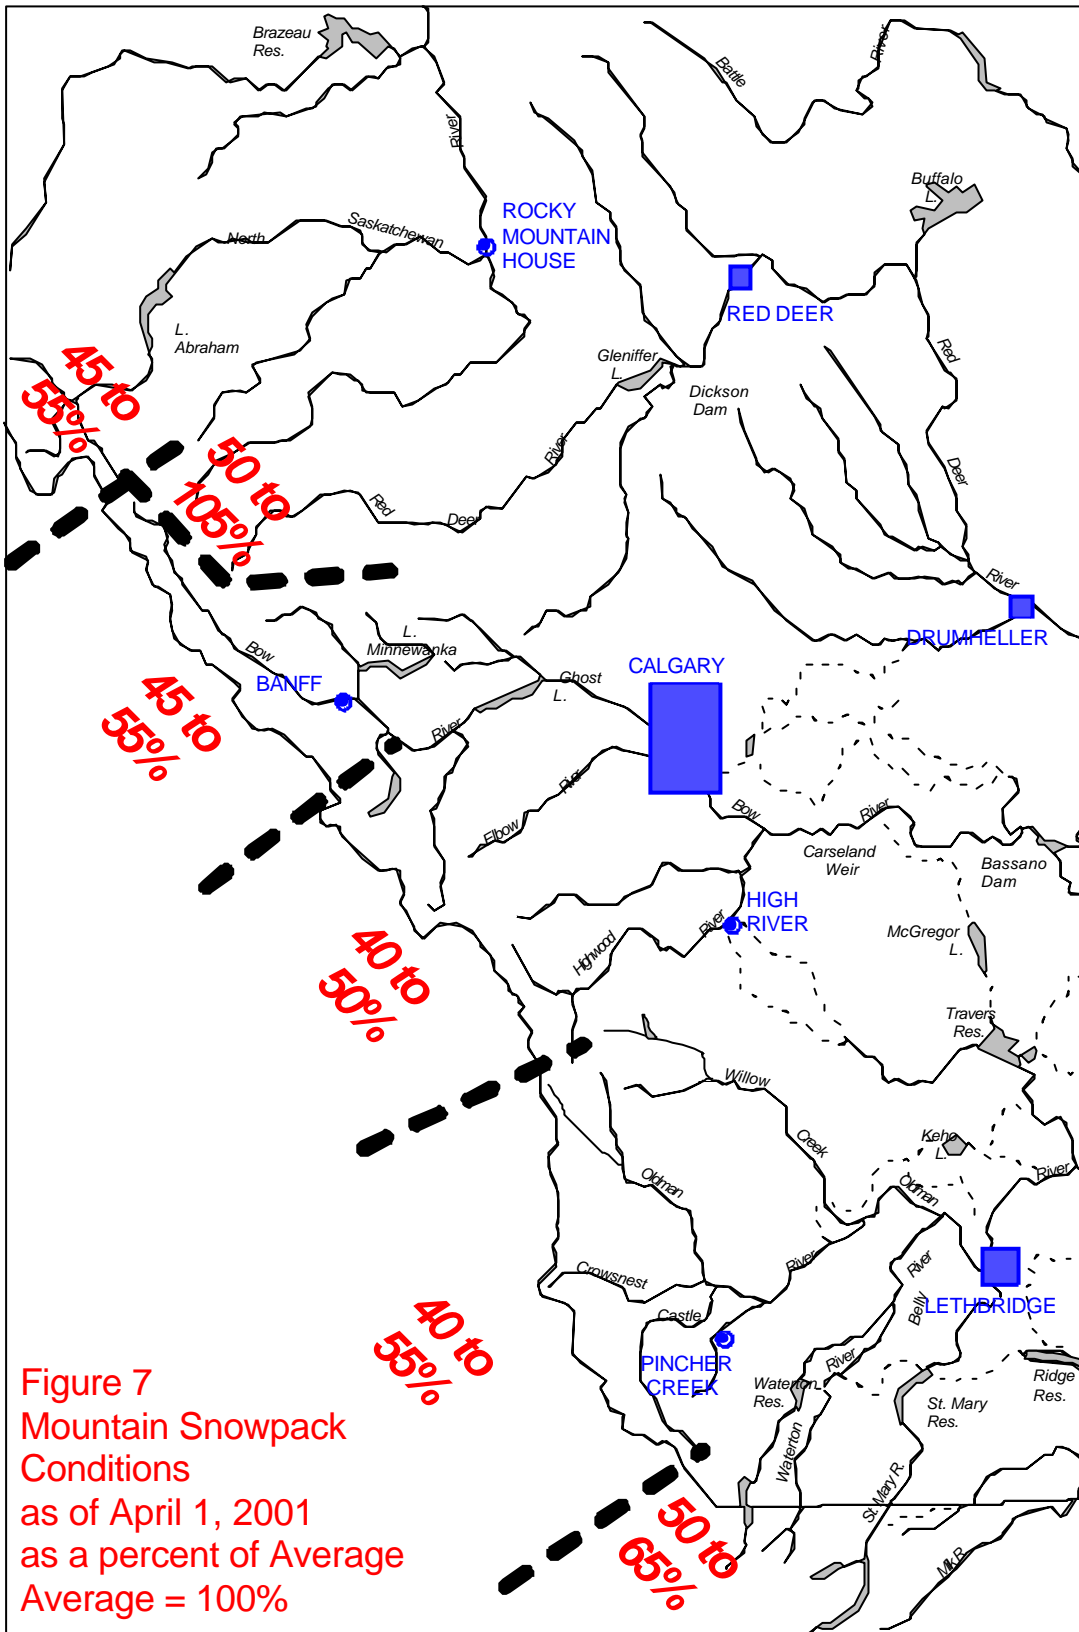 Brazeau
Res.
River
Battle
River
Buffalo
L.
ROCKY
MOUNTAIN
HOUSE
North
Saskatchewan
RED DEER
L.
Abraham
Gleniffer
L.
Dickson
Dam
Red
Deer
River
45 to
55%
50 to
105%
River
Red
Deer
DRUMHELLER
L.
Minnewanka
Bow
BANFF
Ghost
L.
CALGARY
River
45 to
55%
River
Elbow
Bow
River
Carseland
Weir
Bassano
Dam
HIGH
RIVER
River
Highwood
McGregor
L.
40 to
50%
Travers
Res.
Willow
Creek
Keho
L.
River
Oldman
Oldman
River
River
Crowsnest
Castle
Belly
LETHBRIDGE
40 to
55%
PINCHER
CREEK
River
Waterton
Res.
Ridge
Res.
St. Mary
Res.
Waterton
St. Mary R.
Milk R.
50 to
65%
Figure 7
Mountain Snowpack
Conditions
as of April 1, 2001
as a percent of Average
Average = 100%